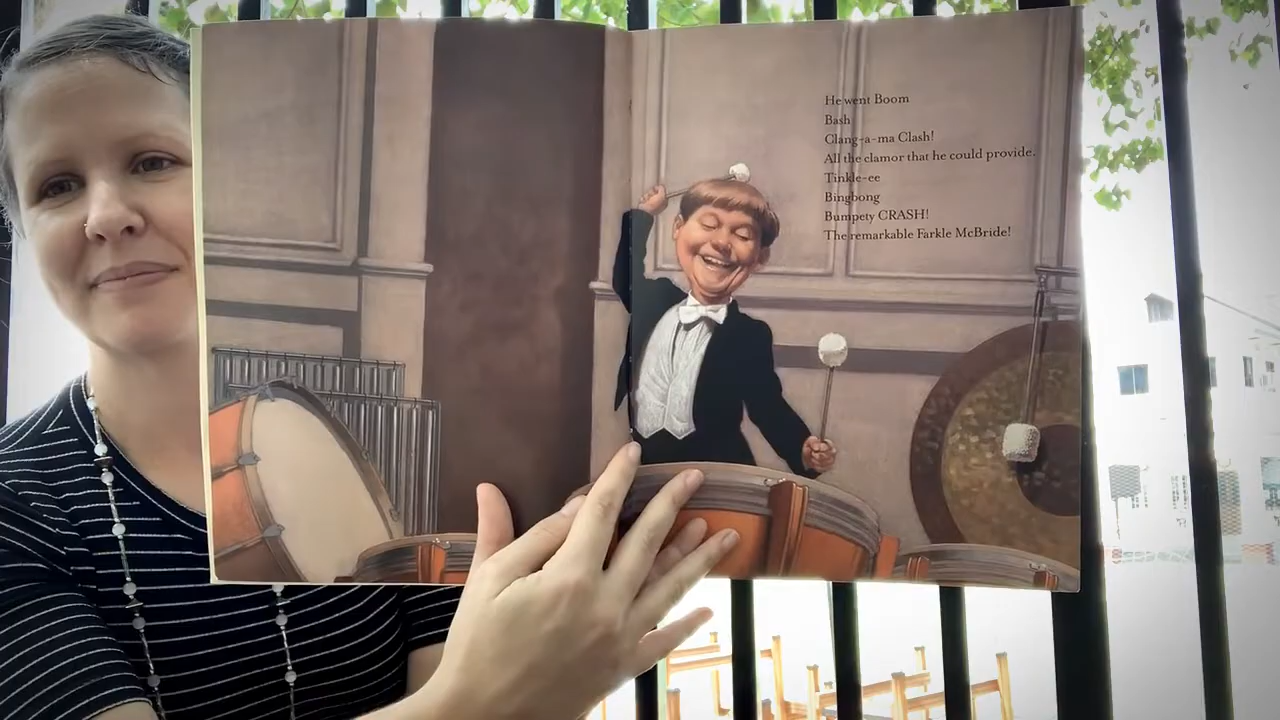 He went Boom
Bash
Clang-a-ma Clash!
All the clamor that he could provide.
Tinkle-ee
Bingbong
Bumpety CRASH!
The remarkable Farkle McBride!